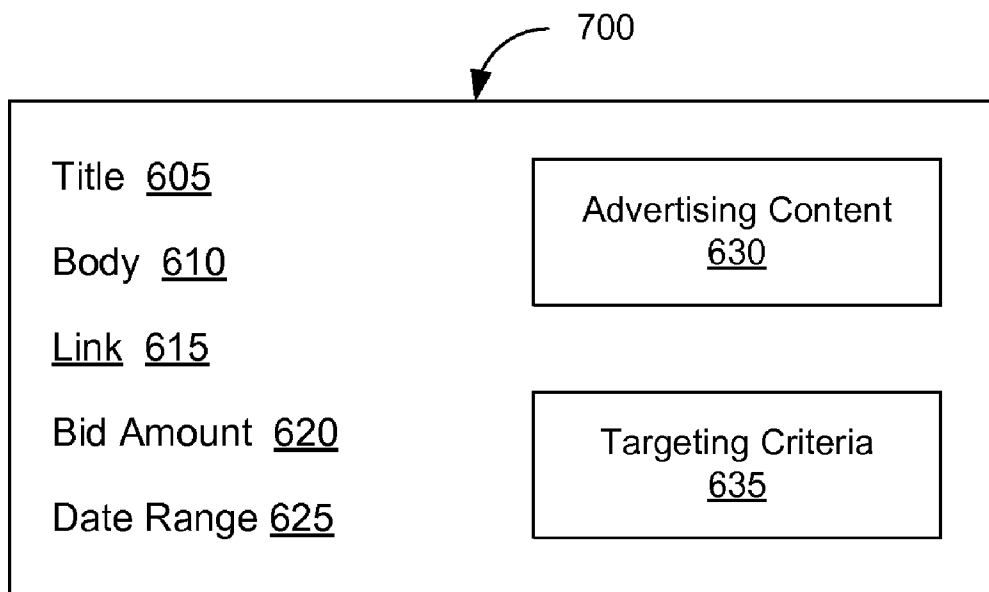 700
Title 605
Body 610
Link 615
Bid Amount 620
Date Range 625
Advertising Content
630
Targeting Criteria
635